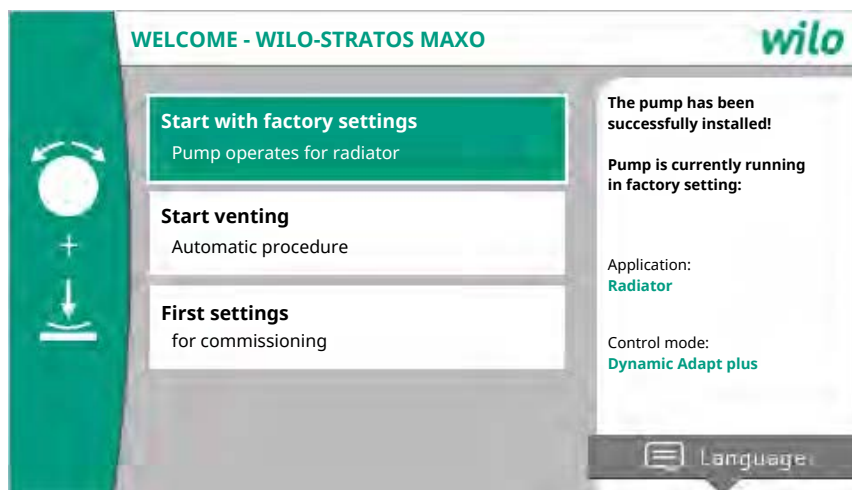 WELCOME - WILO-STRATOS MAXO
wilo
Start with factory settings
Pump operates for radiator
Start venting
Automatic procedure
First settings
for commissioning
The pump has been
successfully installed!
Pump is currently running
in factory setting:
Application:
Radiator
Control mode:
Dynamic Adapt plus
Language